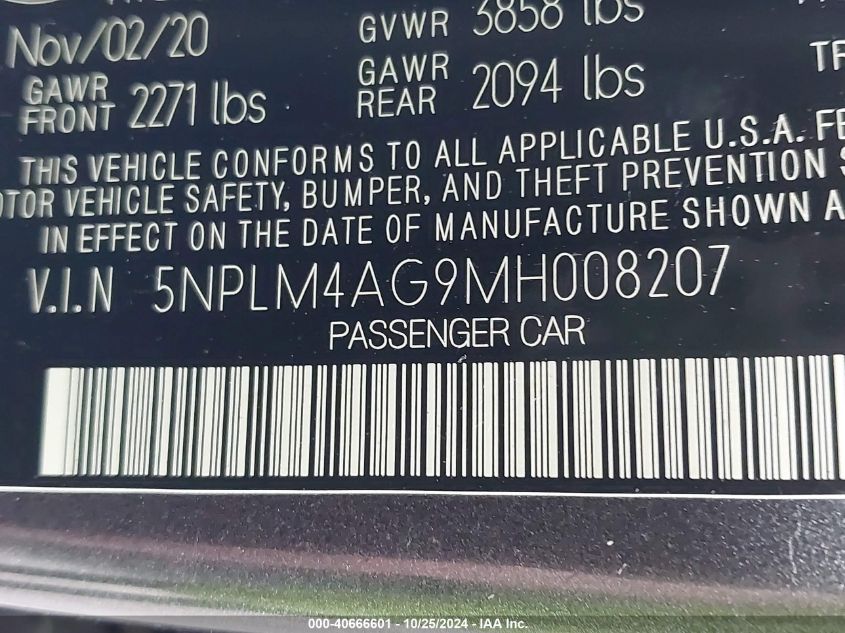 Nov/02/20 GVWR 3858 lbs
GAWR FRONT 2271 lbs GAWR REAR 2094 lbs
THIS VEHICLE CONFORMS TO ALL APPLICABLE U.S.A. FE
OTOR VEHICLE SAFETY, BUMPER, AND THEFT PREVENTION S
IN EFFECT ON THE DATE OF MANUFACTURE SHOWN A
V.I.N 5NPLM4AG9MH008207
PASSENGER CAR
000-40666601 / 10/25/2024 - IAA Inc.